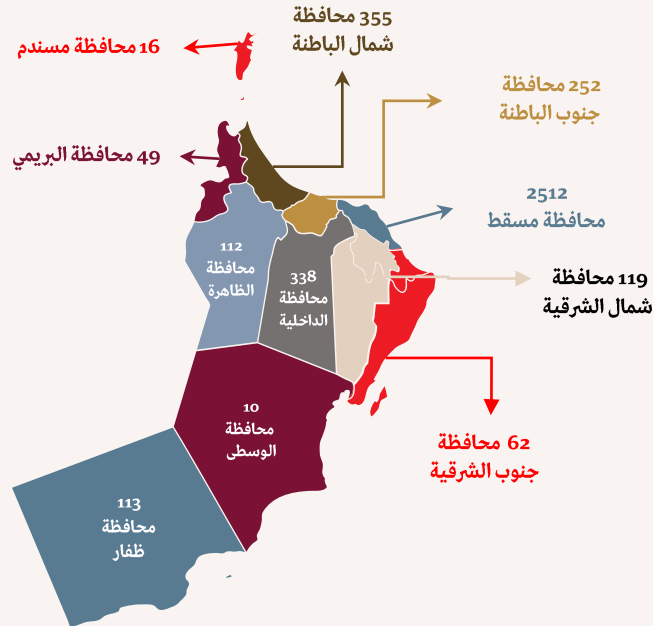 355 محافظة
شمال الباطنة
16 محافظة مسندم
252 محافظة
جنوب الباطنة
49 محافظة البريمي
2512
محافظة مسقط
112
محافظة
الظاهرة
338
محافظة
الداخلية
119 محافظة
شمال الشرقية
10
محافظة
الوسطى
62 محافظة
جنوب الشرقية
113
محافظة
ظفار